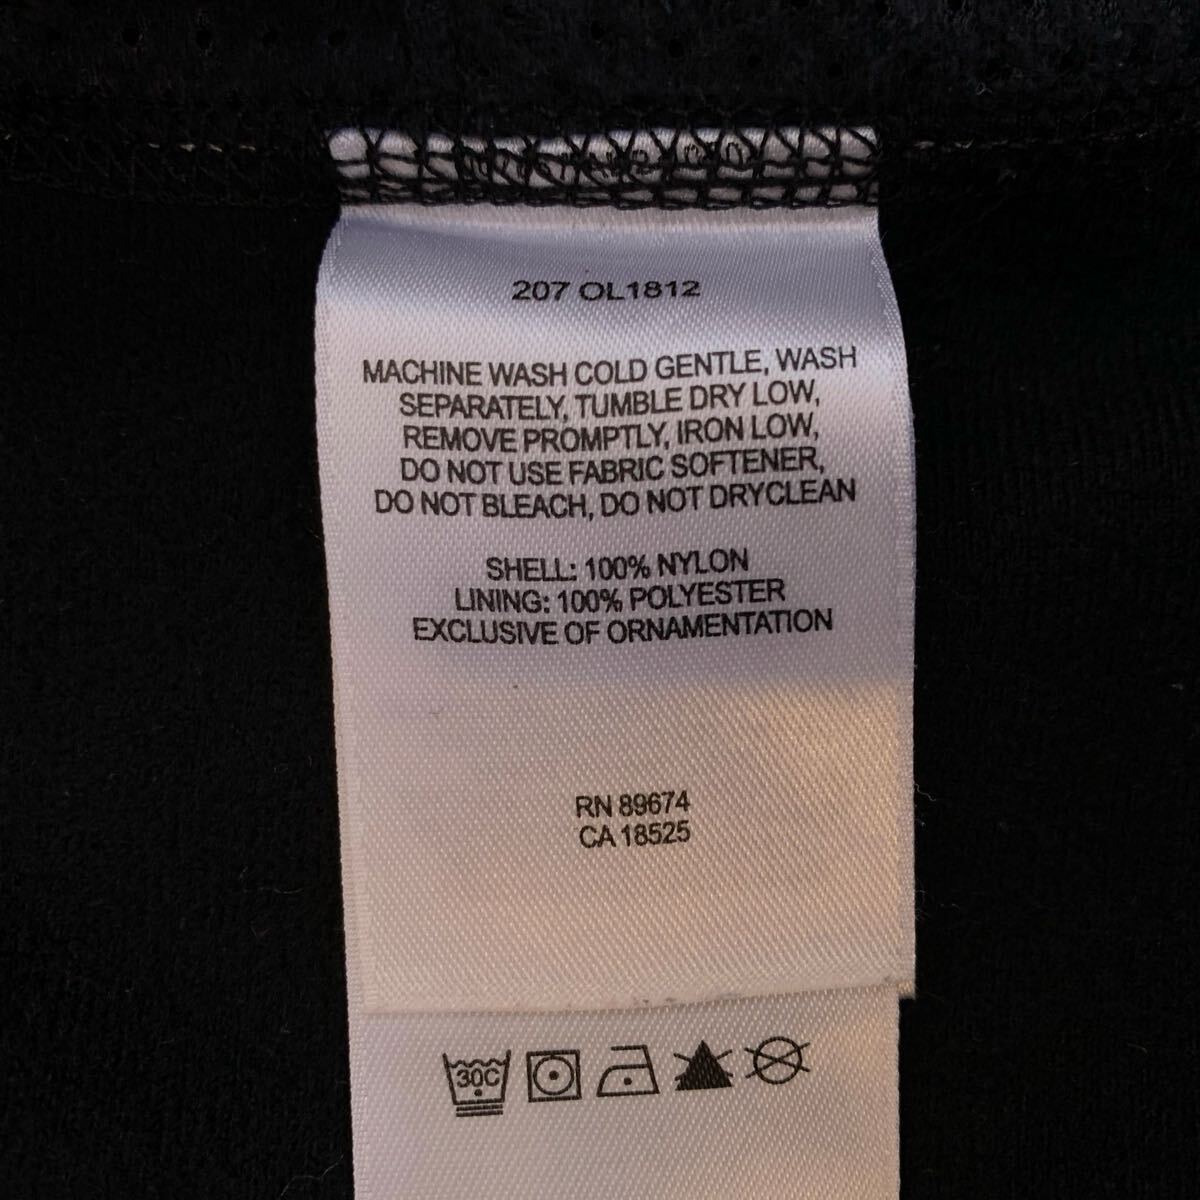 207 OL1812
MACHINE WASH COLD GENTLE, WASH
SEPARATELY, TUMBLE DRY LOW,
REMOVE PROMPTLY, IRON LOW,
DO NOT USE FABRIC SOFTENER,
DO NOT BLEACH, DO NOT DRYCLEAN
SHELL: 100% NYLON
LINING: 100% POLYESTER
EXCLUSIVE OF ORNAMENTATION
RN 89674
CA 18525
30C